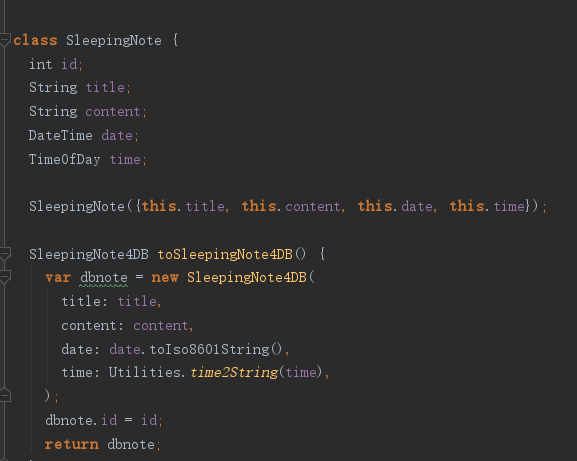 class SleepingNote {
int id;
String title;
String content;
DateTime date;
TimeOfDay time;
SleepingNote({this.title, this.content, this.date, this.time});
SleepingNote4DB toSleepingNote4DB() {
var dbnote = new SleepingNote4DB(
title: title,
content: content,
date: date.toIso8601String(),
time: Utilities.time2String(time),
);
dbnote.id = id;
return dbnote;